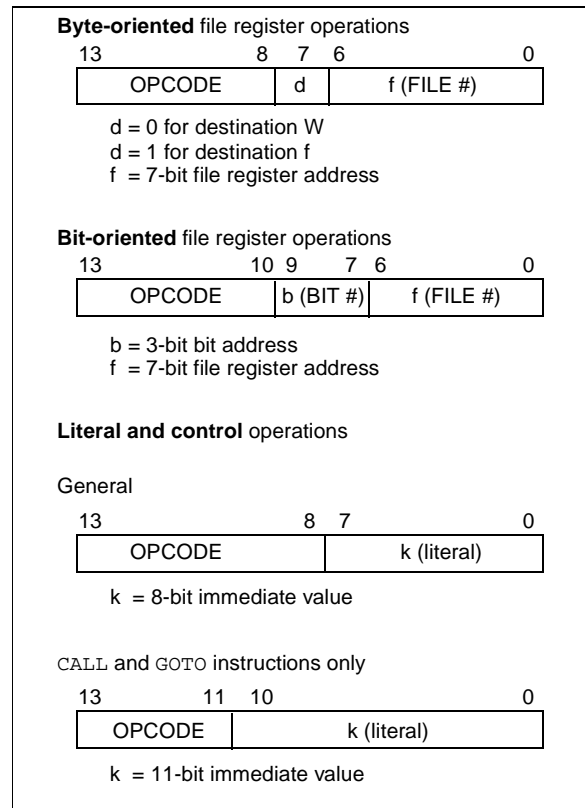 Byte-oriented file register operations
13 8 7 6 0
OPCODE d f (FILE #)
d = 0 for destination W
d = 1 for destination f
f = 7-bit file register address
Bit-oriented file register operations
13 10 9 7 6 0
OPCODE b (BIT #) f (FILE #)
b = 3-bit bit address
f = 7-bit file register address
Literal and control operations
General
13 8 7 0
OPCODE k (literal)
k = 8-bit immediate value
CALL and GOTO instructions only
13 11 10 0
OPCODE k (literal)
k = 11-bit immediate value